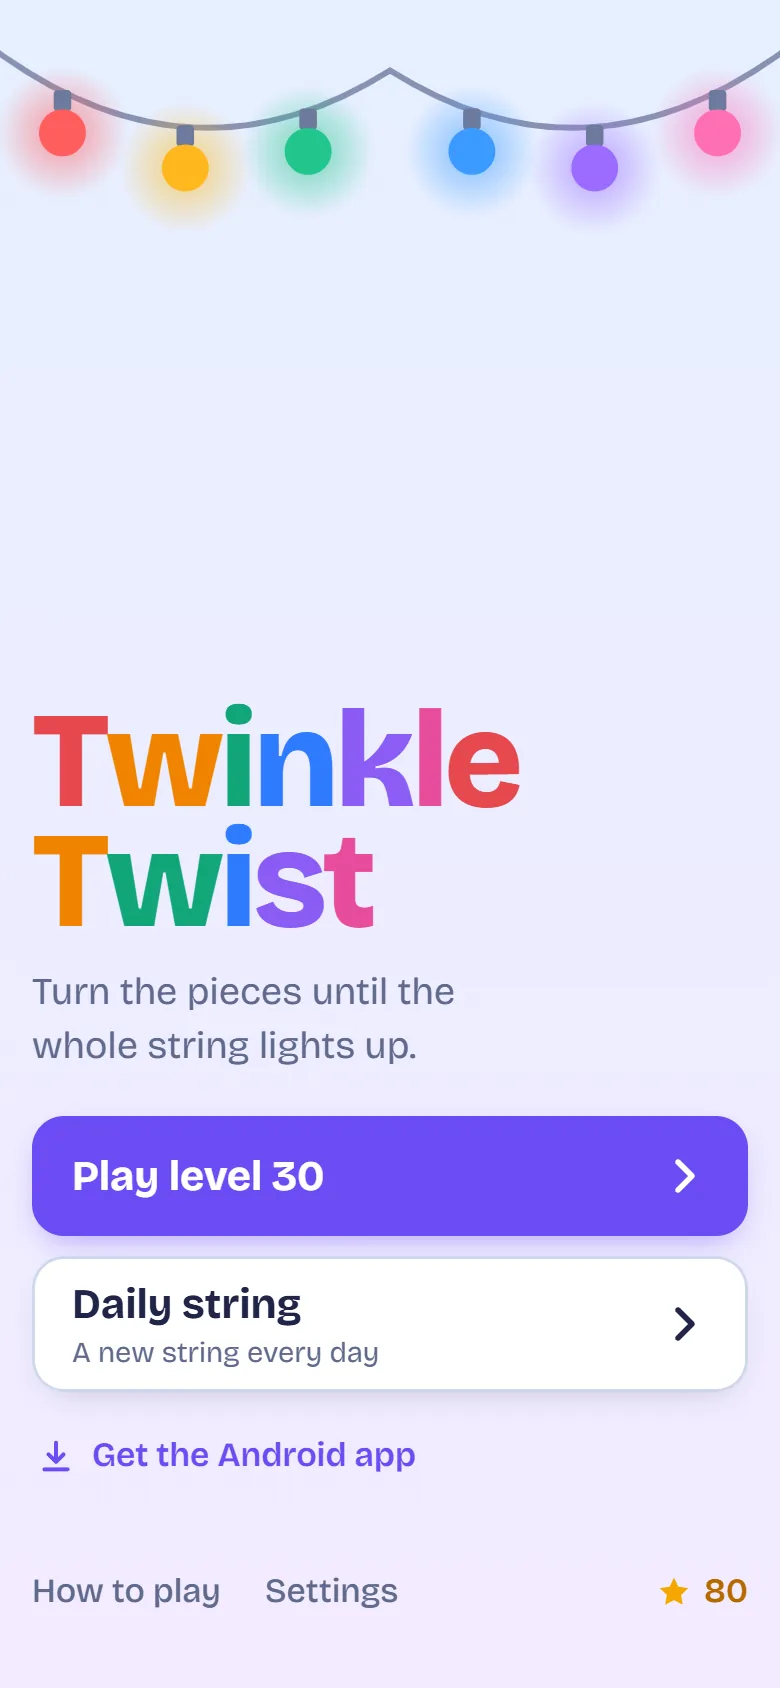 Twinkle
Twist
Turn the pieces until the
whole string lights up.
Play level 30
Daily string
A new string every day
Get the Android app
How to play
Settings
80